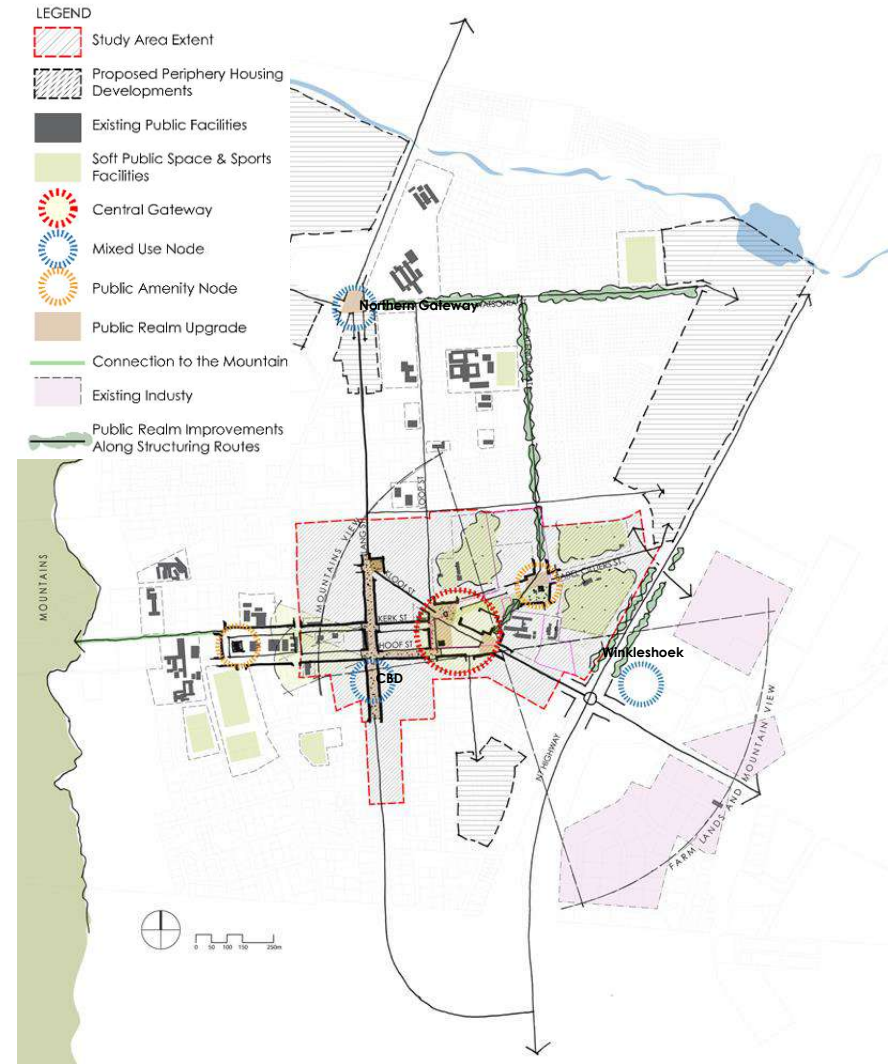 LEGEND
Study Area Extent
Proposed Periphery Housing
Developments
Existing Public Facilities
Soft Public Space & Sports
Facilities
Central Gateway
Mixed Use Node
Public Amenity Node
Public Realm Upgrade
Connection to the Mountain
Existing Industy
Public Realm Improvements
Along Structuring Routes
Northern Gateway
LOOP ST
MOUNTAINS VIEW
KERK ST
HOOF ST
CBD
Winkleshoek
N7 HIGHWAY
FARM LANDS AND MOUNTAIN VIEW
MOUNTAINS
0 50 100 150 250m